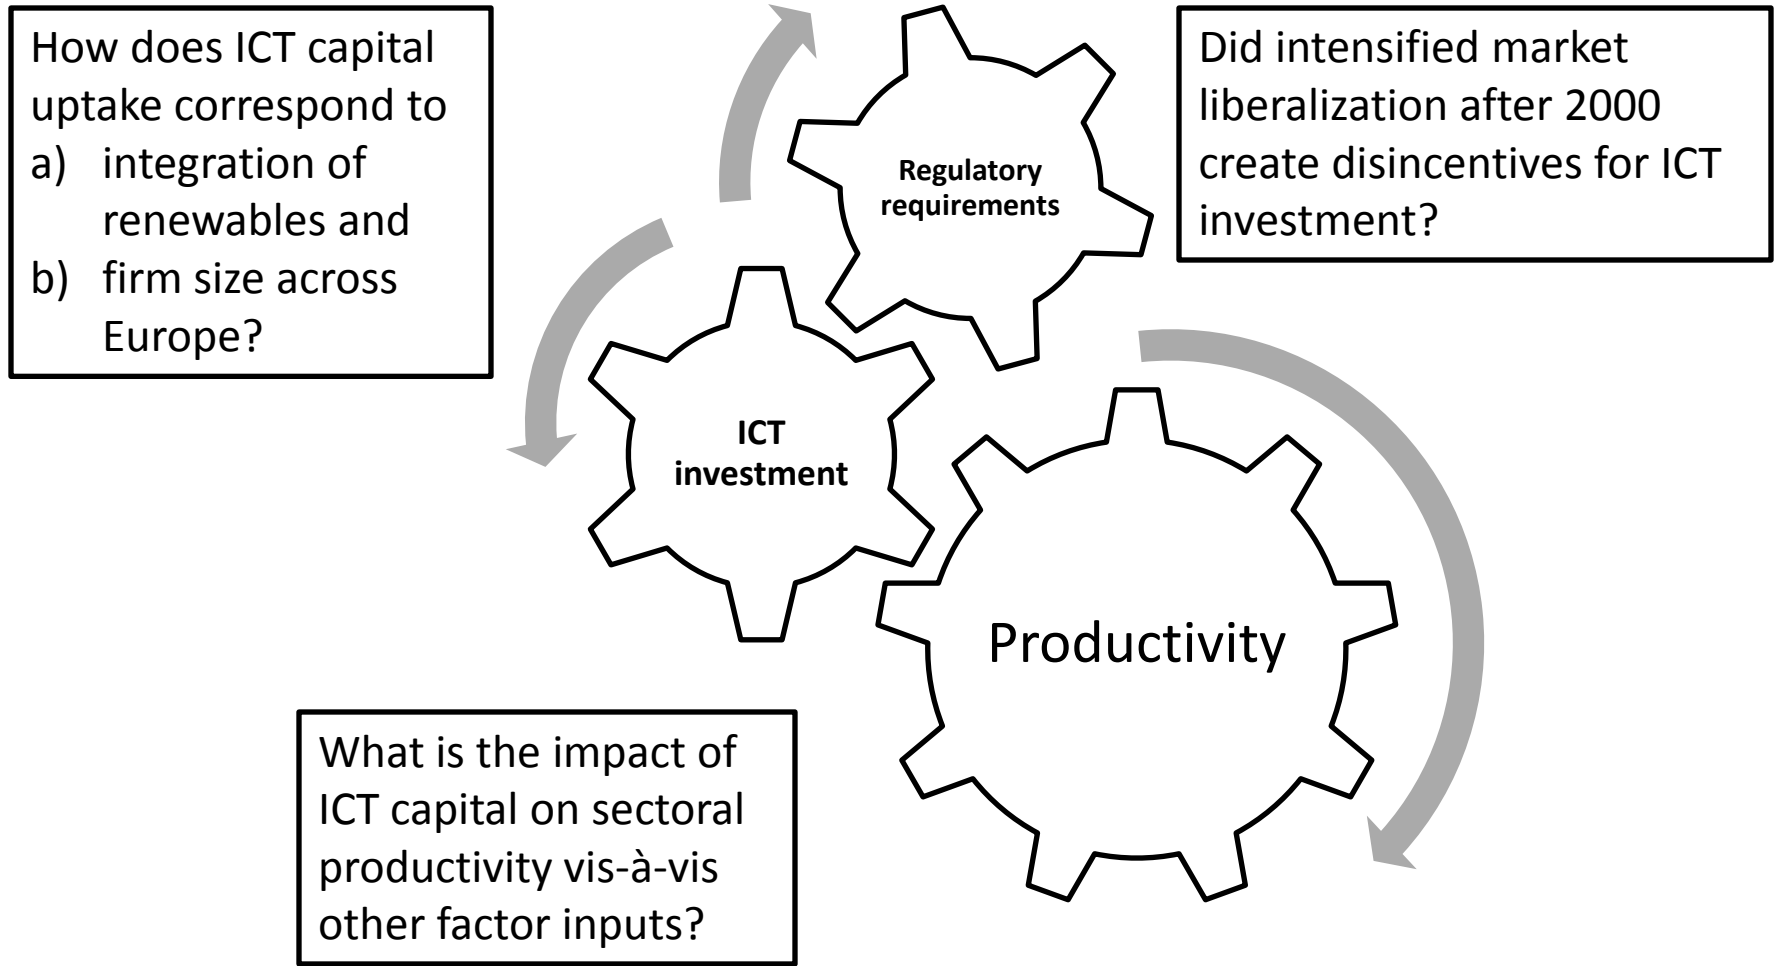 How does ICT capital
uptake correspond to
a) integration of
renewables and
b) firm size across
Europe?
Regulatory
requirements
Did intensified market
liberalization after 2000
create disincentives for ICT
investment?
ICT
investment
Productivity
What is the impact of
ICT capital on sectoral
productivity vis-à-vis
other factor inputs?